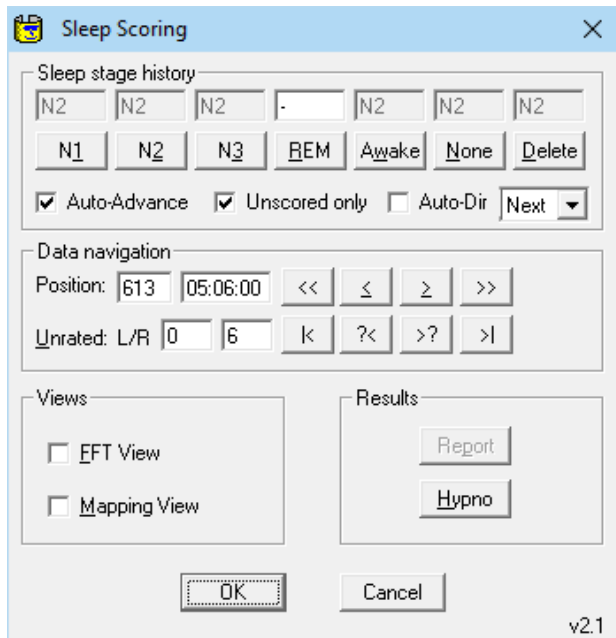 Sleep Scoring
Sleep stage history
N2 N2 N2 - N2 N2 N2
N1 N2 N3 REM Awake None Delete
Auto-Advance Unscored only Auto-Dir Next
Data navigation
Position: 613 05:06:00 << < > >>
Unrated: L/R 0 6 |< ?< >? >|
Views
FFT View
Mapping View
Results
Report
Hypno
OK Cancel
v2.1